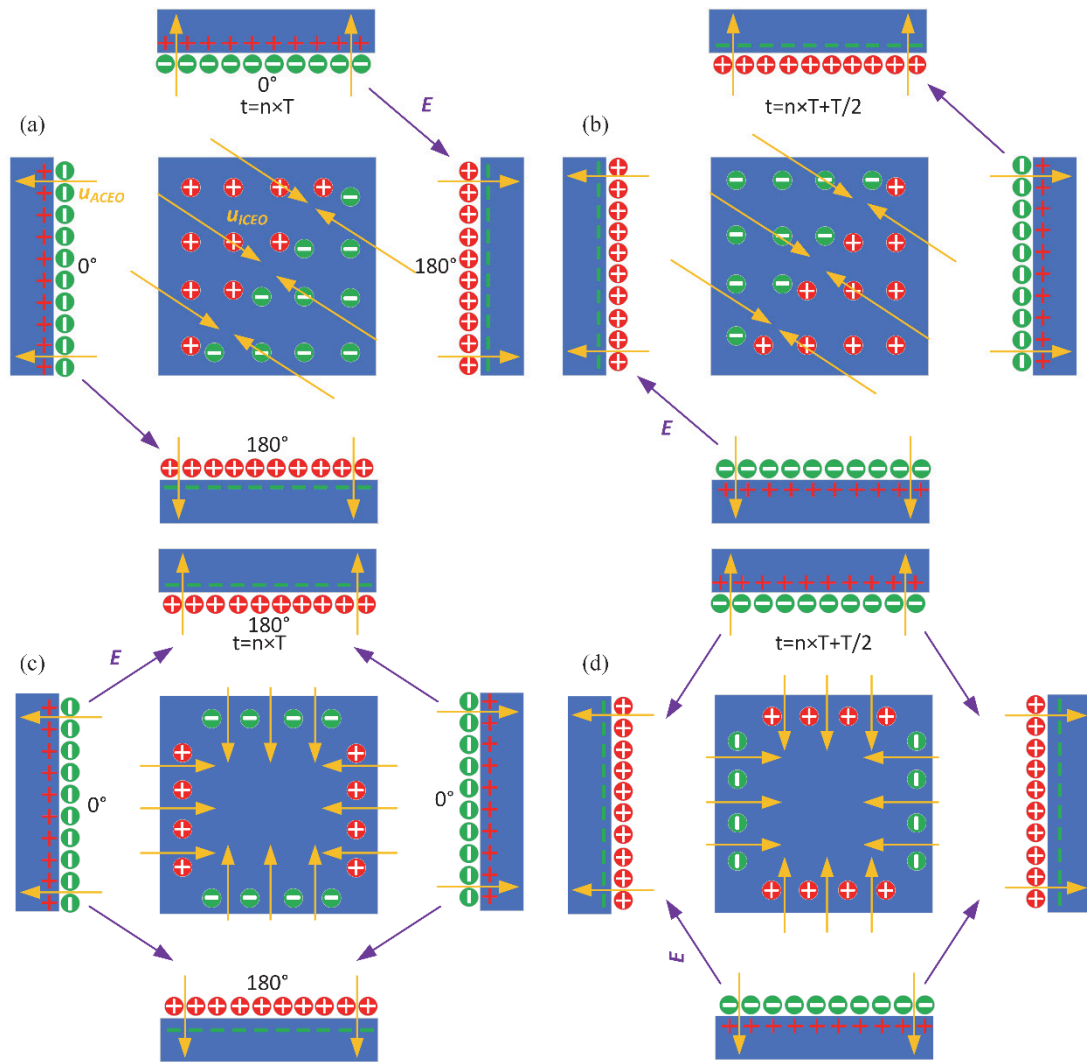 0°
t=n×T
E
(a)
u_ACEO
u_ICEO
0°
180°
180°
t=n×T+T/2
(b)
E
180°
t=n×T
E
(c)
0°
0°
180°
t=n×T+T/2
(d)
E